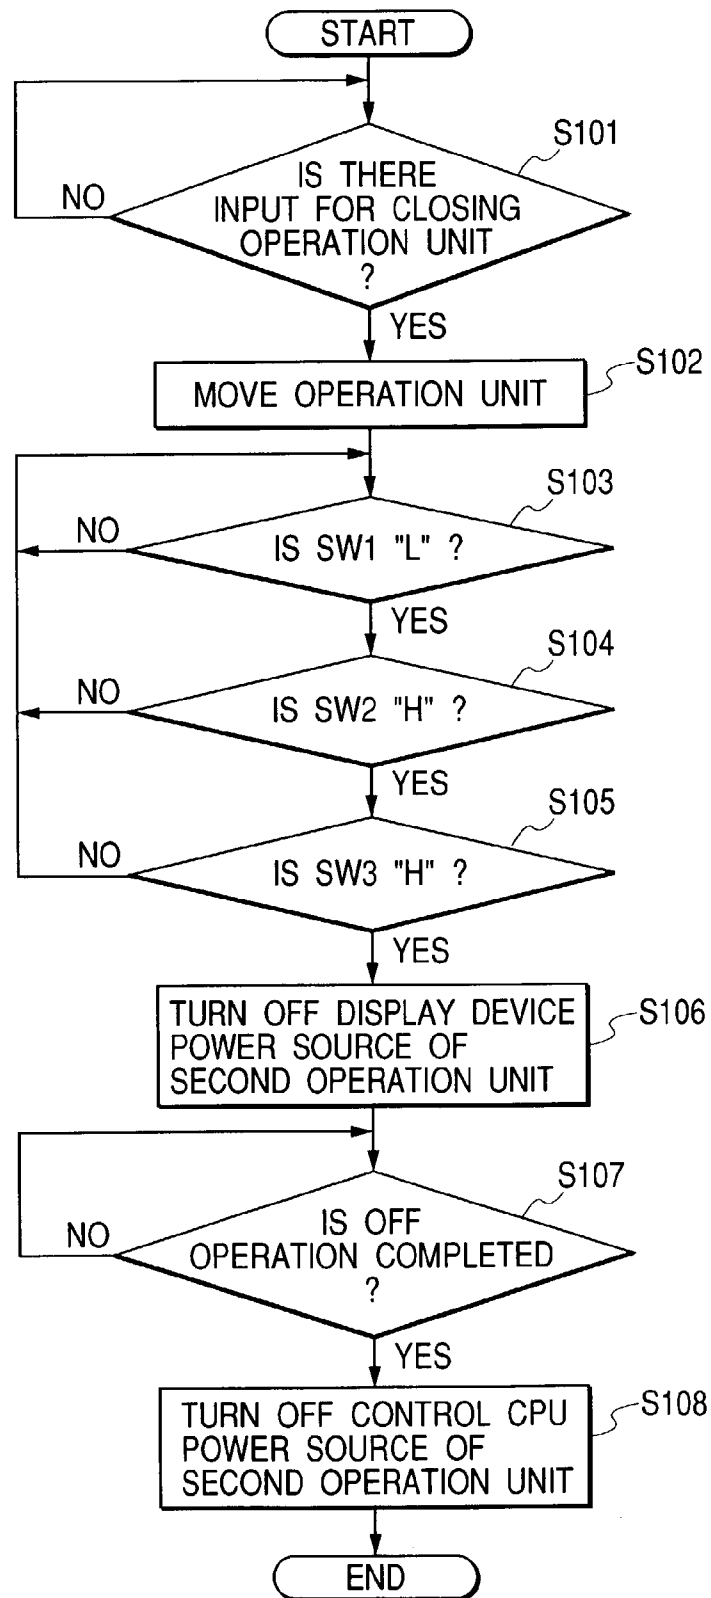 START
S101
IS THERE
INPUT FOR CLOSING
OPERATION UNIT
?
NO
YES
S102
MOVE OPERATION UNIT
S103
IS SW1 "L" ?
NO
YES
S104
IS SW2 "H" ?
NO
YES
S105
IS SW3 "H" ?
NO
YES
S106
TURN OFF DISPLAY DEVICE
POWER SOURCE OF
SECOND OPERATION UNIT
S107
IS OFF
OPERATION COMPLETED
?
NO
YES
S108
TURN OFF CONTROL CPU
POWER SOURCE OF
SECOND OPERATION UNIT
END